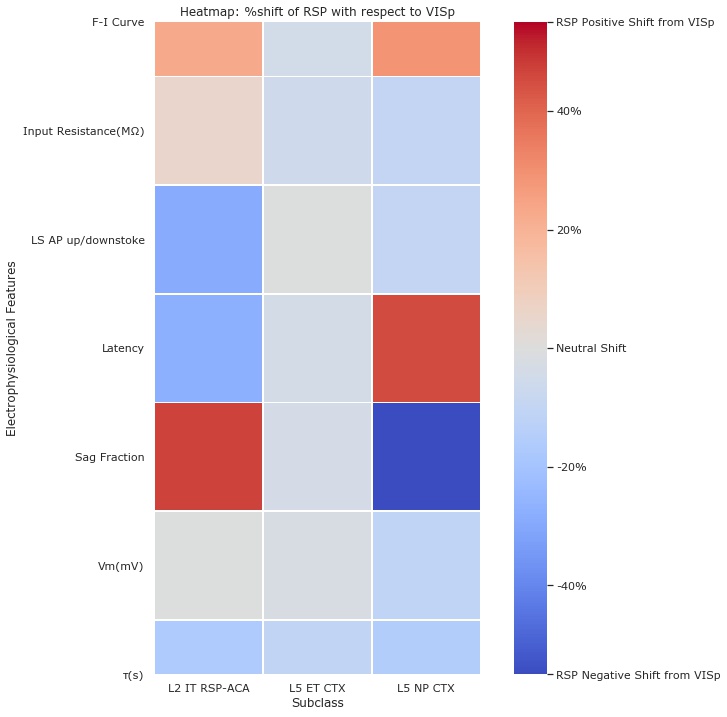 Heatmap: %shift of RSP with respect to VISp
Electrophysiological Features
F-I Curve
Input Resistance(MΩ)
LS AP up/downstoke
Latency
Sag Fraction
Vm(mV)
τ(s)
L2 IT RSP-ACA
L5 ET CTX
L5 NP CTX
Subclass
RSP Positive Shift from VISp
40%
20%
Neutral Shift
-20%
-40%
RSP Negative Shift from VISp